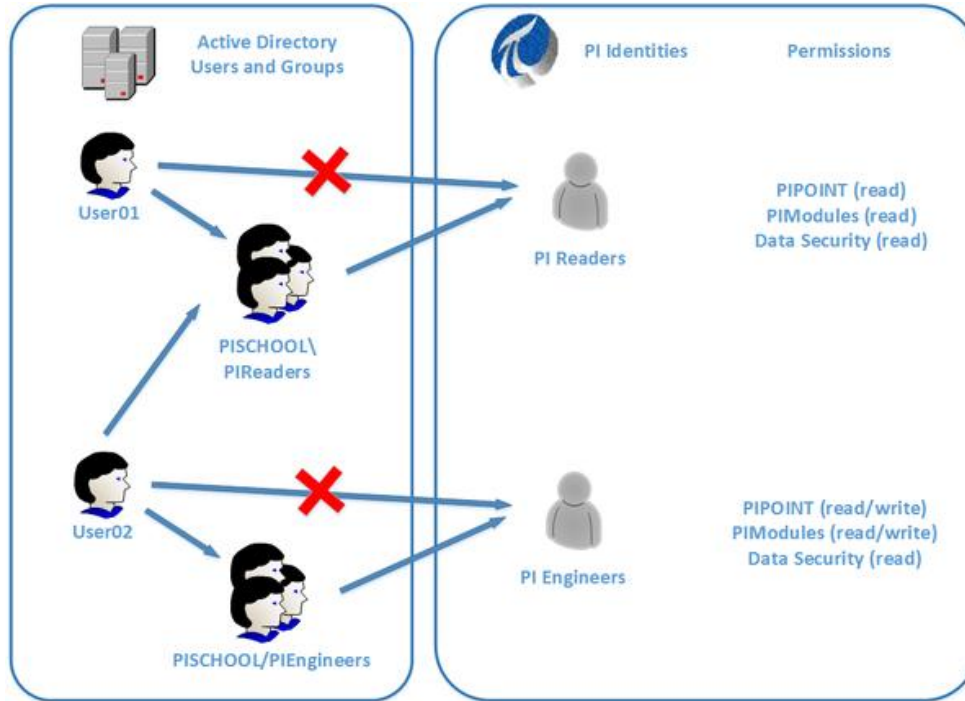 Active Directory
Users and Groups
PI Identities
Permissions
User01
PISCHOOL\
PIReaders
PI Readers
PIPOINT (read)
PIModules (read)
Data Security (read)
User02
PISCHOOL/PIEngineers
PI Engineers
PIPOINT (read/write)
PIModules (read/write)
Data Security (read)